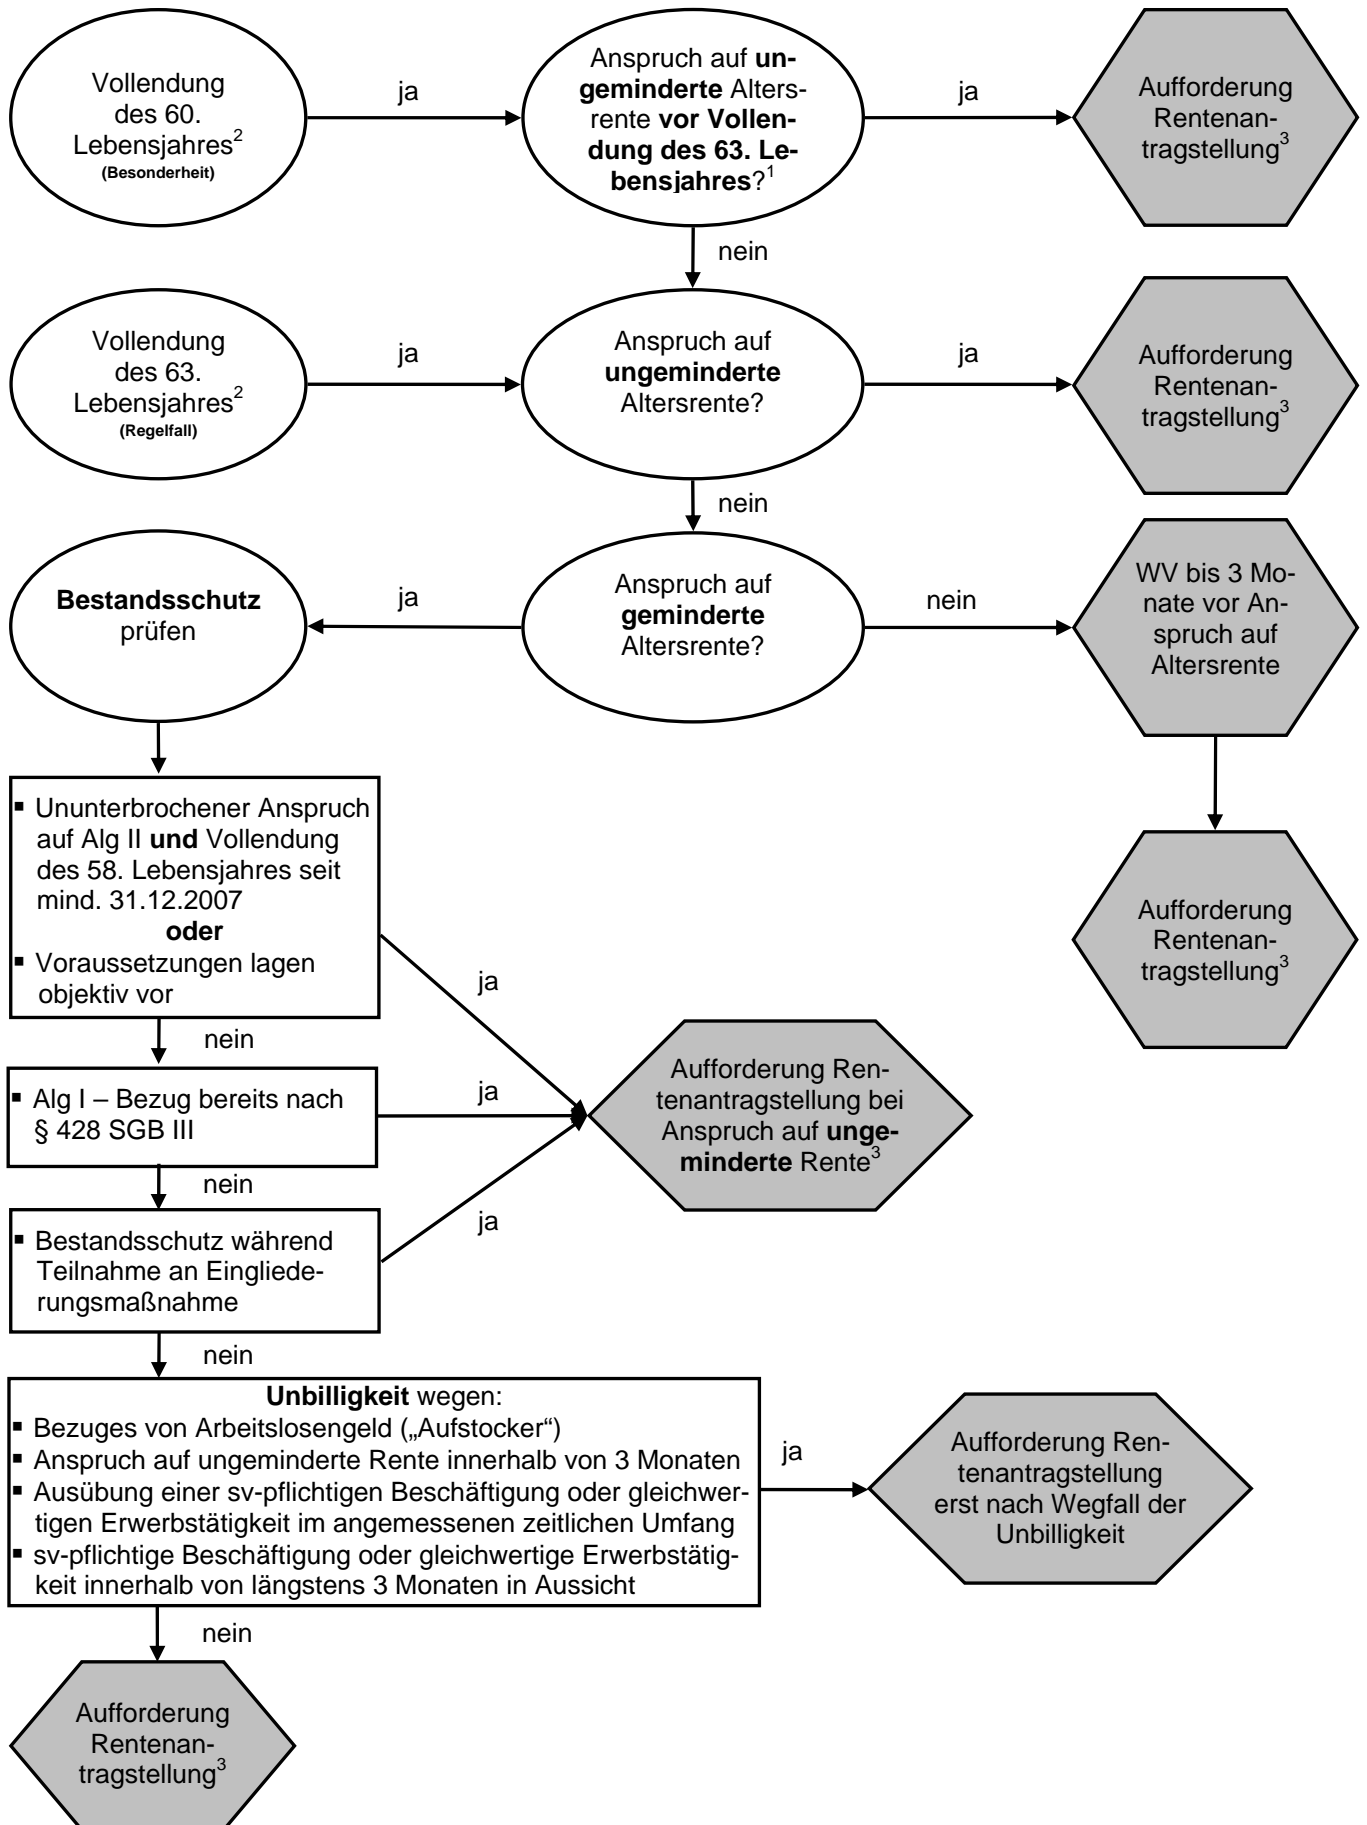 Vollendung
des 60.
Lebensjahres²
(Besonderheit)
ja
Anspruch auf un-
geminderte Alters-
rente vor Vollen-
dung des 63. Le-
bensjahres?¹
ja
Aufforderung
Rentenan-
tragstellung³
nein
Vollendung
des 63.
Lebensjahres²
(Regelfall)
ja
Anspruch auf
ungeminderte
Altersrente?
ja
Aufforderung
Rentenan-
tragstellung³
nein
Bestandsschutz
prüfen
ja
Anspruch auf
geminderte
Altersrente?
nein
WV bis 3 Mo-
nate vor An-
spruch auf
Altersrente
Aufforderung
Rentenan-
tragstellung³
▪ Ununterbrochener Anspruch
auf Alg II und Vollendung
des 58. Lebensjahres seit
mind. 31.12.2007
oder
▪ Voraussetzungen lagen
objektiv vor
ja
nein
▪ Alg I – Bezug bereits nach
§ 428 SGB III
ja
Aufforderung Ren-
tenantragstellung bei
Anspruch auf unge-
minderte Rente³
nein
▪ Bestandsschutz während
Teilnahme an Eingliede-
rungsmaßnahme
ja
nein
Unbilligkeit wegen:
▪ Bezuges von Arbeitslosengeld („Aufstocker“)
▪ Anspruch auf ungeminderte Rente innerhalb von 3 Monaten
▪ Ausübung einer sv-pflichtigen Beschäftigung oder gleichwer-
tigen Erwerbstätigkeit im angemessenen zeitlichen Umfang
▪ sv-pflichtige Beschäftigung oder gleichwertige Erwerbstätig-
keit innerhalb von längstens 3 Monaten in Aussicht
ja
Aufforderung Ren-
tenantragstellung
erst nach Wegfall der
Unbilligkeit
nein
Aufforderung
Rentenan-
tragstellung³